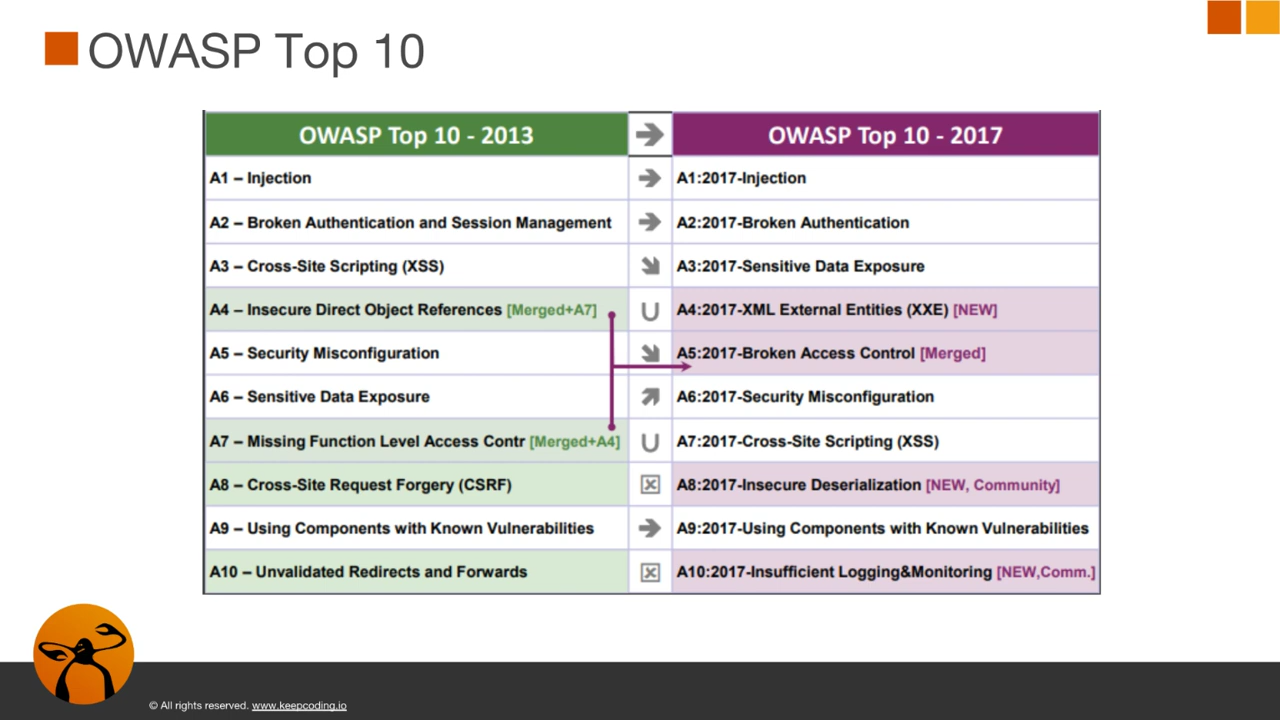 OWASP Top 10
OWASP Top 10 - 2013
OWASP Top 10 - 2017
A1 – Injection
A1:2017-Injection
A2 – Broken Authentication and Session Management
A2:2017-Broken Authentication
A3 – Cross-Site Scripting (XSS)
A3:2017-Sensitive Data Exposure
A4 – Insecure Direct Object References [Merged+A7]
A4:2017-XML External Entities (XXE) [NEW]
A5 – Security Misconfiguration
A5:2017-Broken Access Control [Merged]
A6 – Sensitive Data Exposure
A6:2017-Security Misconfiguration
A7 – Missing Function Level Access Contr [Merged+A4]
A7:2017-Cross-Site Scripting (XSS)
A8 – Cross-Site Request Forgery (CSRF)
A8:2017-Insecure Deserialization [NEW, Community]
A9 – Using Components with Known Vulnerabilities
A9:2017-Using Components with Known Vulnerabilities
A10 – Unvalidated Redirects and Forwards
A10:2017-Insufficient Logging&Monitoring [NEW,Comm.]
© All rights reserved. www.keepcoding.io